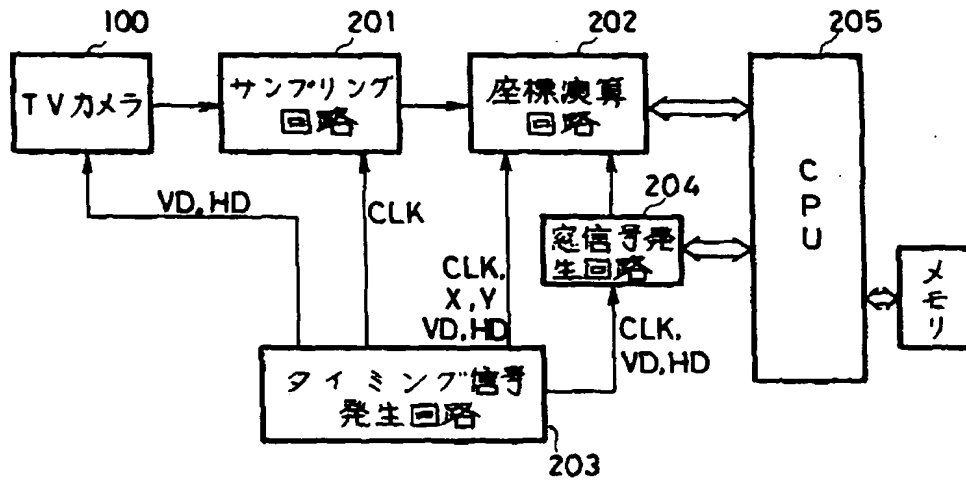 100
201
202
205
TVカメラ
サンプリング
回路
座標演算
回路
CPU
204
VD,HD
CLK
窓信号発
生回路
メモリ
CLK,
X,Y
VD,HD
CLK,
VD,HD
タイミング信号
発生回路
203